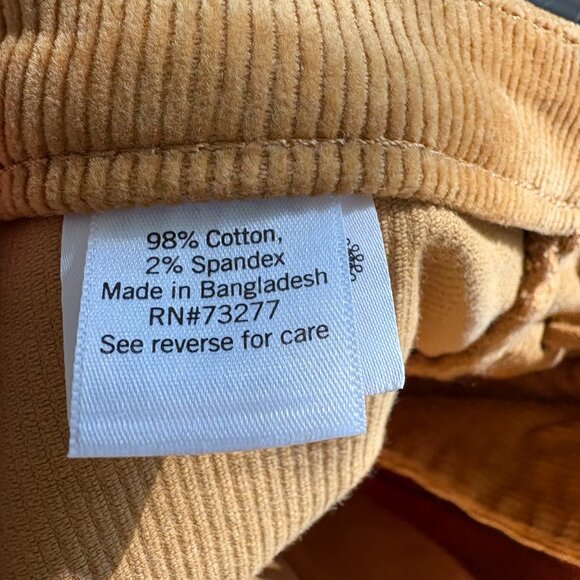 98% Cotton,
2% Spandex
Made in Bangladesh
RN#73277
See reverse for care